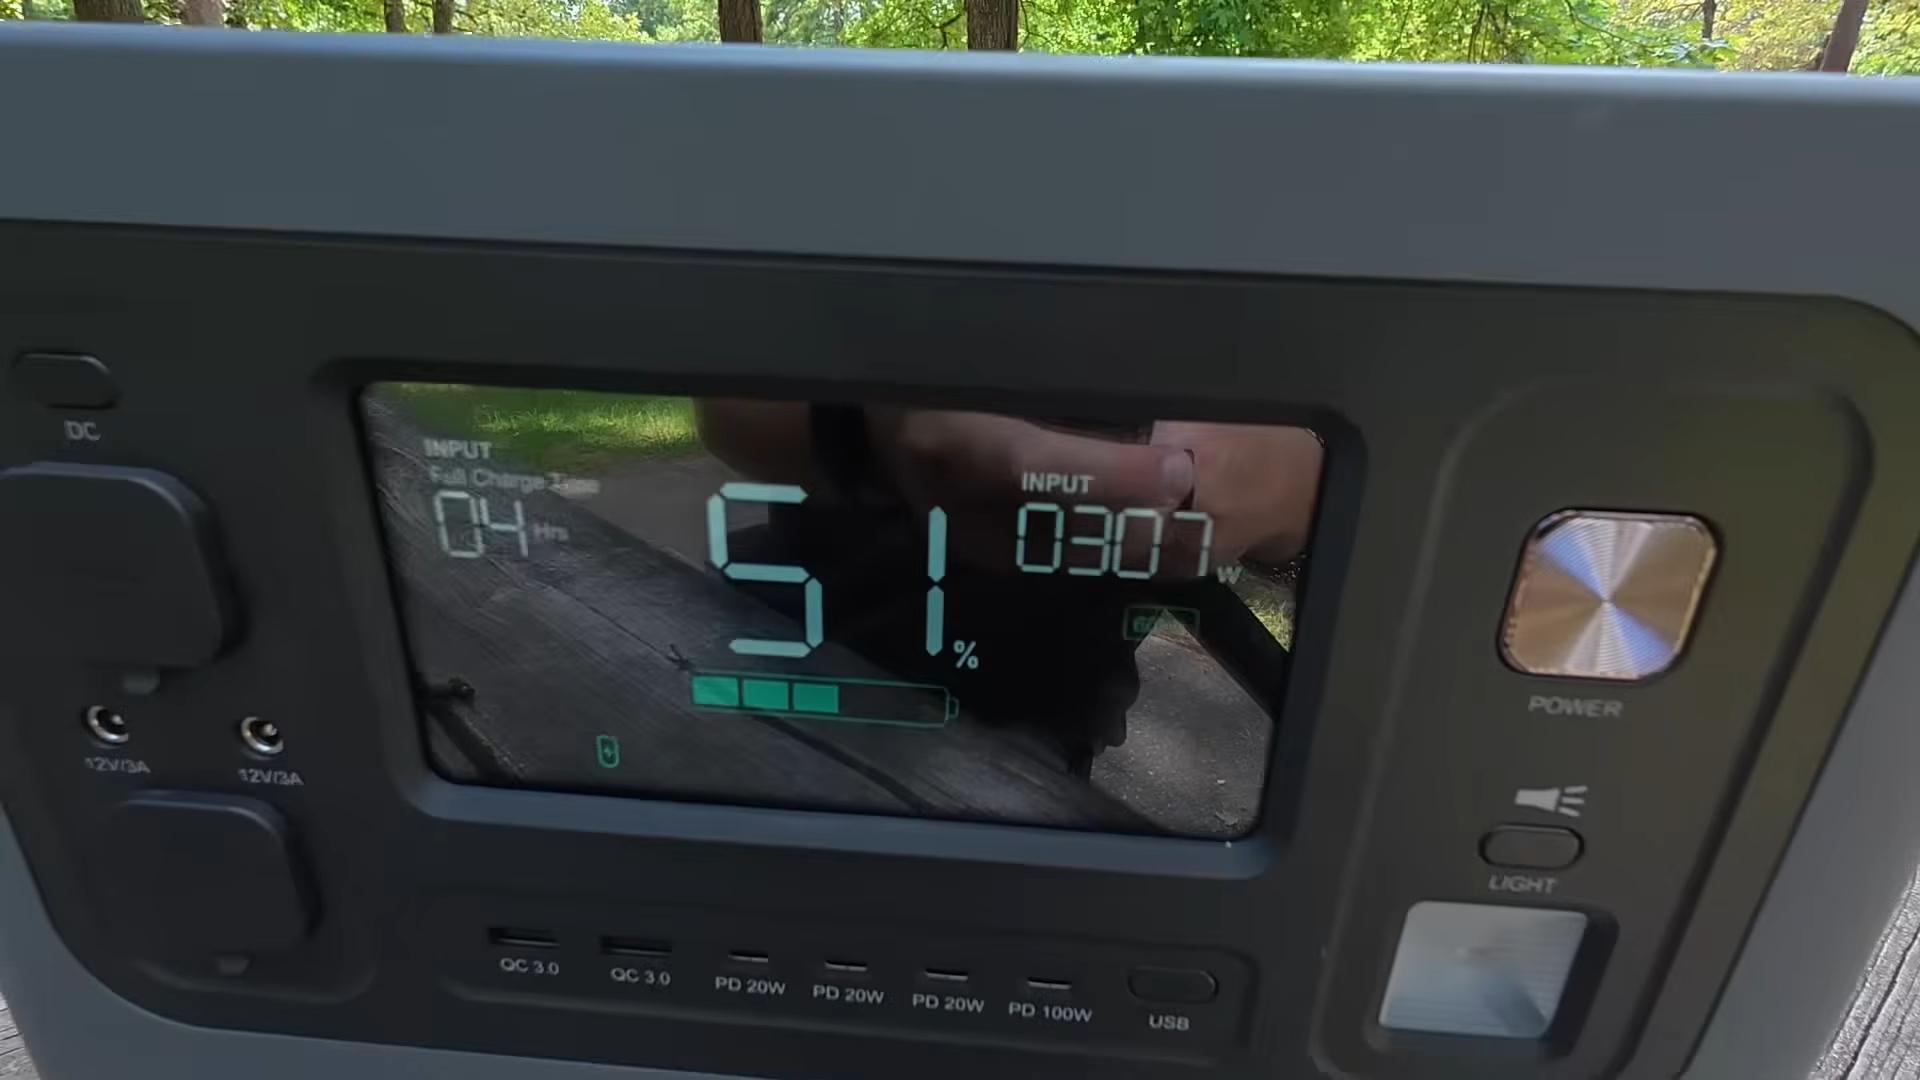 DC
INPUT
Full Charge Time
04 Hrs
51 %
INPUT
0307 W
POWER
12V/3A
12V/3A
LIGHT
QC 3.0
QC 3.0
PD 20W
PD 20W
PD 20W
PD 100W
USB